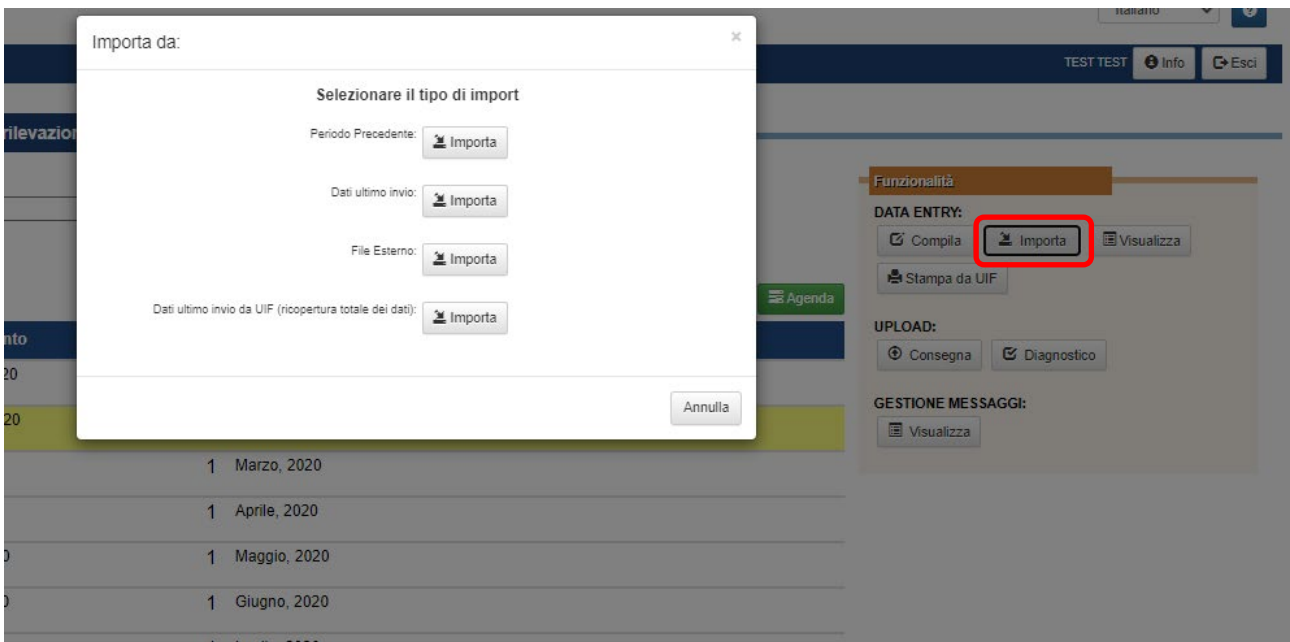 Italiano
Importa da:
×
TEST TEST
Info
Esci
Selezionare il tipo di import
Periodo Precedente: Importa
Dati ultimo invio: Importa
File Esterno: Importa
Dati ultimo invio da UIF (ricopertura totale dei dati): Importa
Annulla
rilevazion
Agenda
nto
20
20
1 Marzo, 2020
1 Aprile, 2020
0 1 Maggio, 2020
0 1 Giugno, 2020
Funzionalità
DATA ENTRY:
Compila Importa Visualizza
Stampa da UIF
UPLOAD:
Consegna Diagnostico
GESTIONE MESSAGGI:
Visualizza